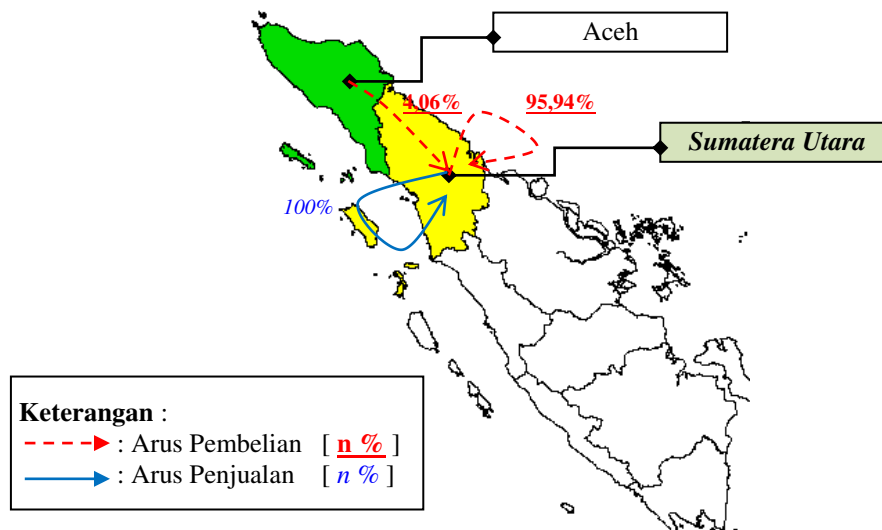 Aceh
4,06%
95,94%
Sumatera Utara
100%
Keterangan :
: Arus Pembelian [ n % ]
: Arus Penjualan [ n % ]